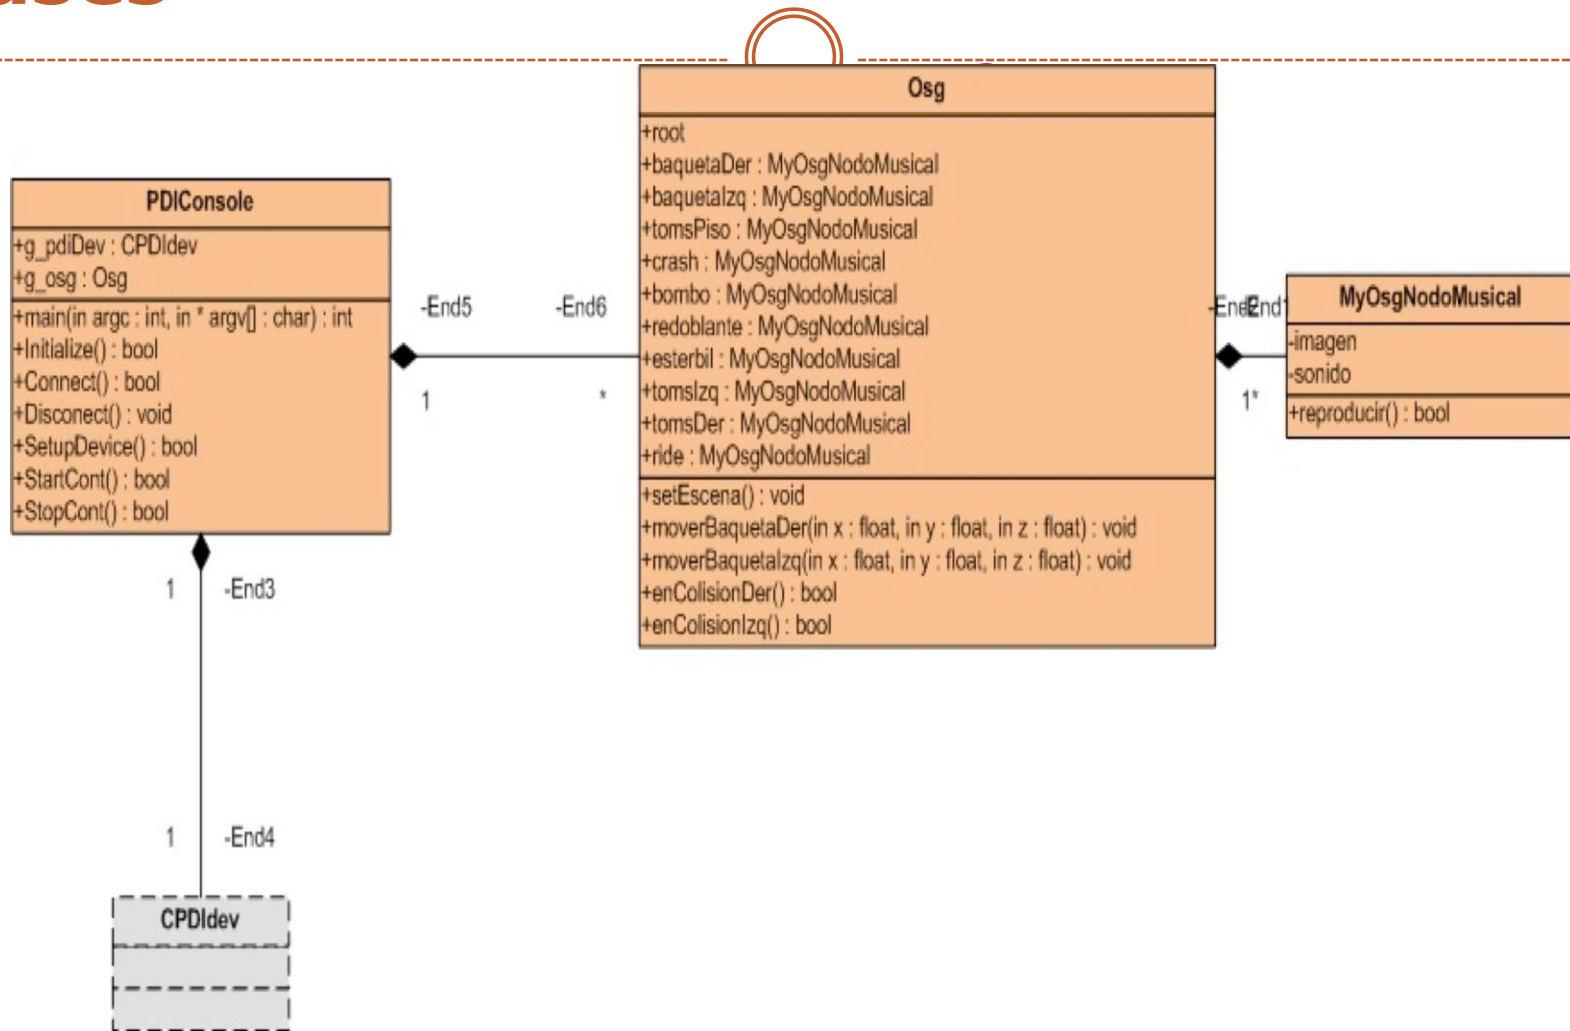 PDIConsole
+g_pdiDev : CPDIdev
+g_osg : Osg
+main(in argc : int, in * argv[] : char) : int
+Initialize() : bool
+Connect() : bool
+Disconect() : void
+SetupDevice() : bool
+StartCont() : bool
+StopCont() : bool
-End5
-End6
1
*
Osg
+root
+baquetaDer : MyOsgNodoMusical
+baquetaIzq : MyOsgNodoMusical
+tomsPiso : MyOsgNodoMusical
+crash : MyOsgNodoMusical
+bombo : MyOsgNodoMusical
+redoblante : MyOsgNodoMusical
+esterbil : MyOsgNodoMusical
+tomsIzq : MyOsgNodoMusical
+tomsDer : MyOsgNodoMusical
+ride : MyOsgNodoMusical
+setEscena() : void
+moverBaquetaDer(in x : float, in y : float, in z : float) : void
+moverBaquetaIzq(in x : float, in y : float, in z : float) : void
+enColisionDer() : bool
+enColisionIzq() : bool
1*
MyOsgNodoMusical
-imagen
-sonido
+reproducir() : bool
1
-End3
1
-End4
CPDIdev